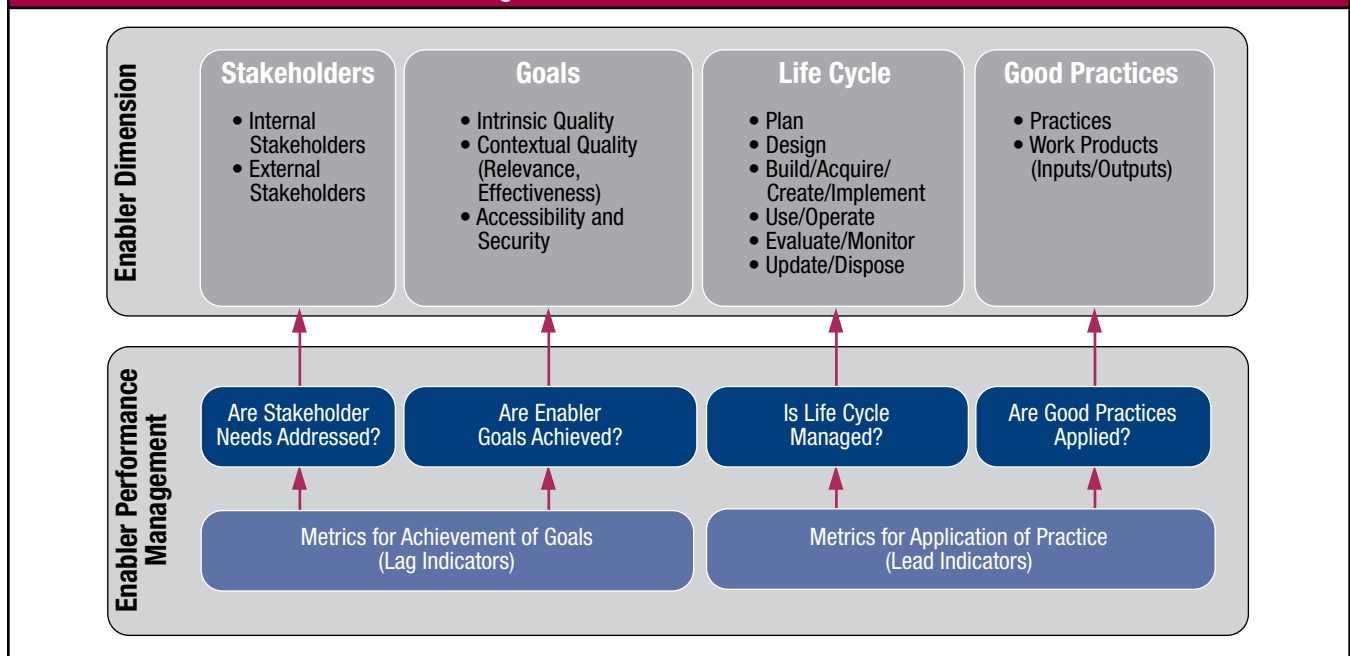 Enabler Dimension
Stakeholders
• Internal
Stakeholders
• External
Stakeholders
Goals
• Intrinsic Quality
• Contextual Quality
(Relevance,
Effectiveness)
• Accessibility and
Security
Life Cycle
• Plan
• Design
• Build/Acquire/
Create/Implement
• Use/Operate
• Evaluate/Monitor
• Update/Dispose
Good Practices
• Practices
• Work Products
(Inputs/Outputs)
Enabler Performance
Management
Are Stakeholder
Needs Addressed?
Are Enabler
Goals Achieved?
Is Life Cycle
Managed?
Are Good Practices
Applied?
Metrics for Achievement of Goals
(Lag Indicators)
Metrics for Application of Practice
(Lead Indicators)